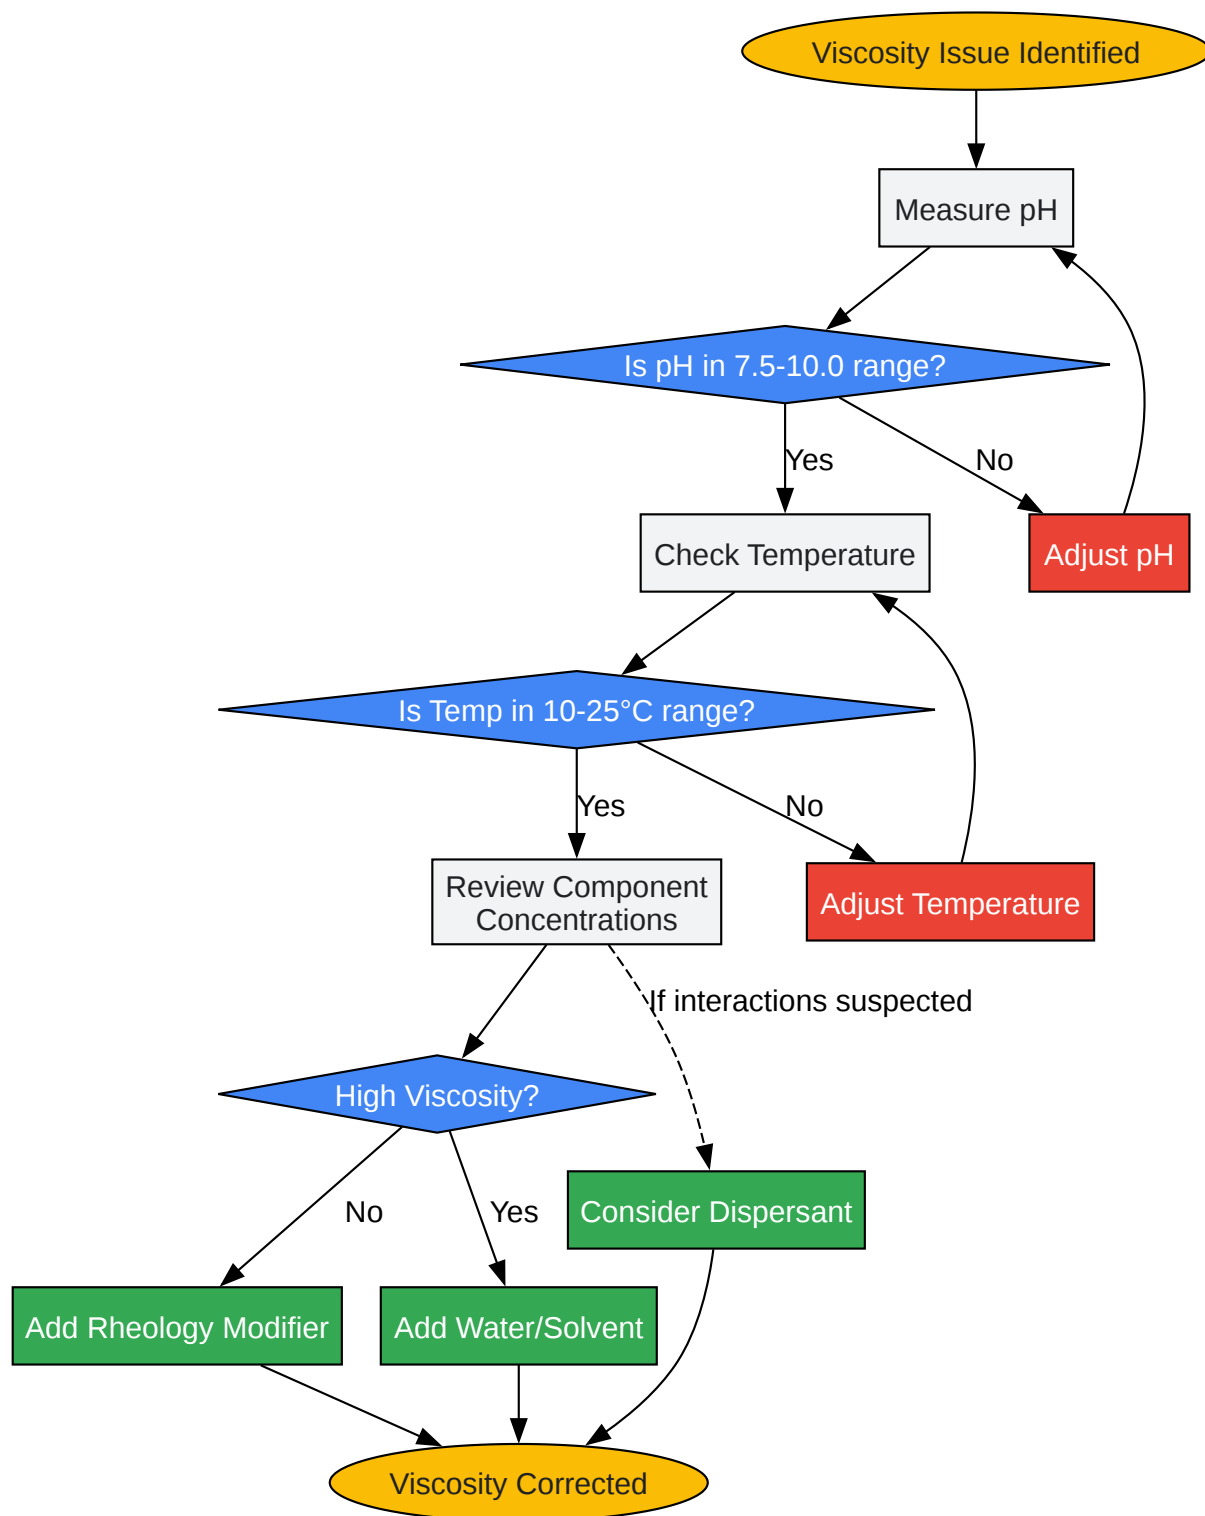 Viscosity Issue Identified
Measure pH
Is pH in 7.5-10.0 range?
Yes
No
Check Temperature
Adjust pH
Is Temp in 10-25°C range?
Yes
No
Review Component
Concentrations
Adjust Temperature
If interactions suspected
High Viscosity?
No
Yes
Consider Dispersant
Add Rheology Modifier
Add Water/Solvent
Viscosity Corrected